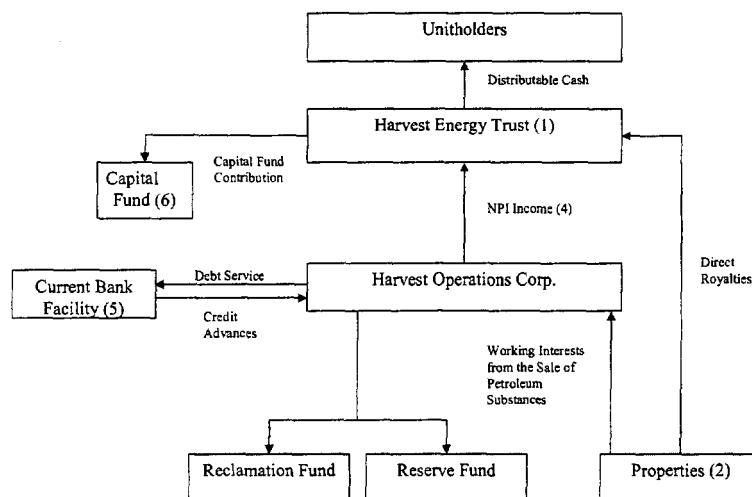 Unitholders
Distributable Cash
Harvest Energy Trust (1)
Capital Fund
Contribution
Capital
Fund (6)
NPI Income (4)
Direct
Royalties
Debt Service
Harvest Operations Corp.
Current Bank
Facility (5)
Credit
Advances
Working Interests
from the Sale of
Petroleum
Substances
Reclamation Fund
Reserve Fund
Properties (2)